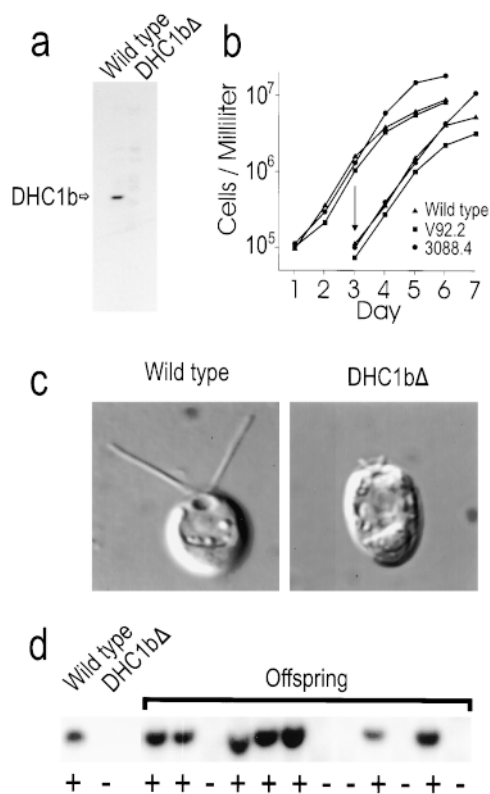 a
Wild type
DHC1bΔ
DHC1b⇨
b
Cells / Milliliter
10⁷
10⁶
10⁵
Wild type
V92.2
3088.4
1 2 3 4 5 6 7
Day
c
Wild type
DHC1bΔ
d
Wild type
DHC1bΔ
Offspring
+ - + + - + + + - - + - + -